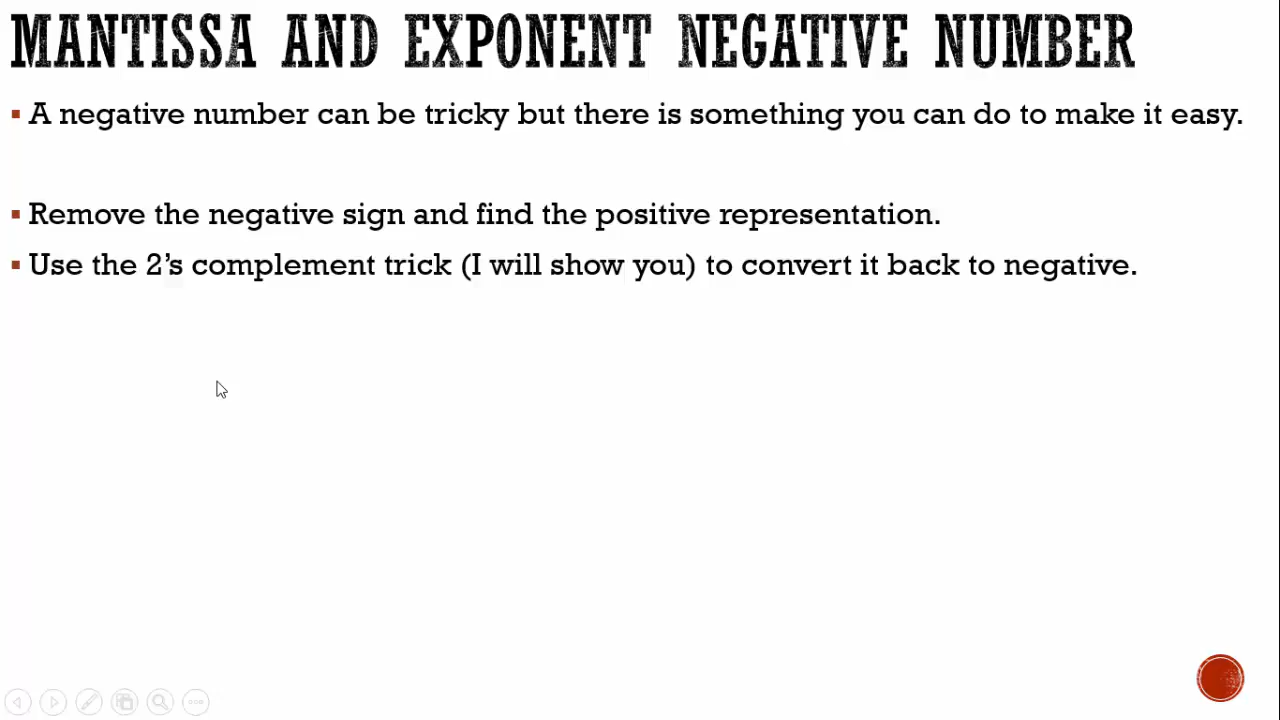 MANTISSA AND EXPONENT NEGATIVE NUMBER
▪ A negative number can be tricky but there is something you can do to make it easy.
▪ Remove the negative sign and find the positive representation.
▪ Use the 2’s complement trick (I will show you) to convert it back to negative.